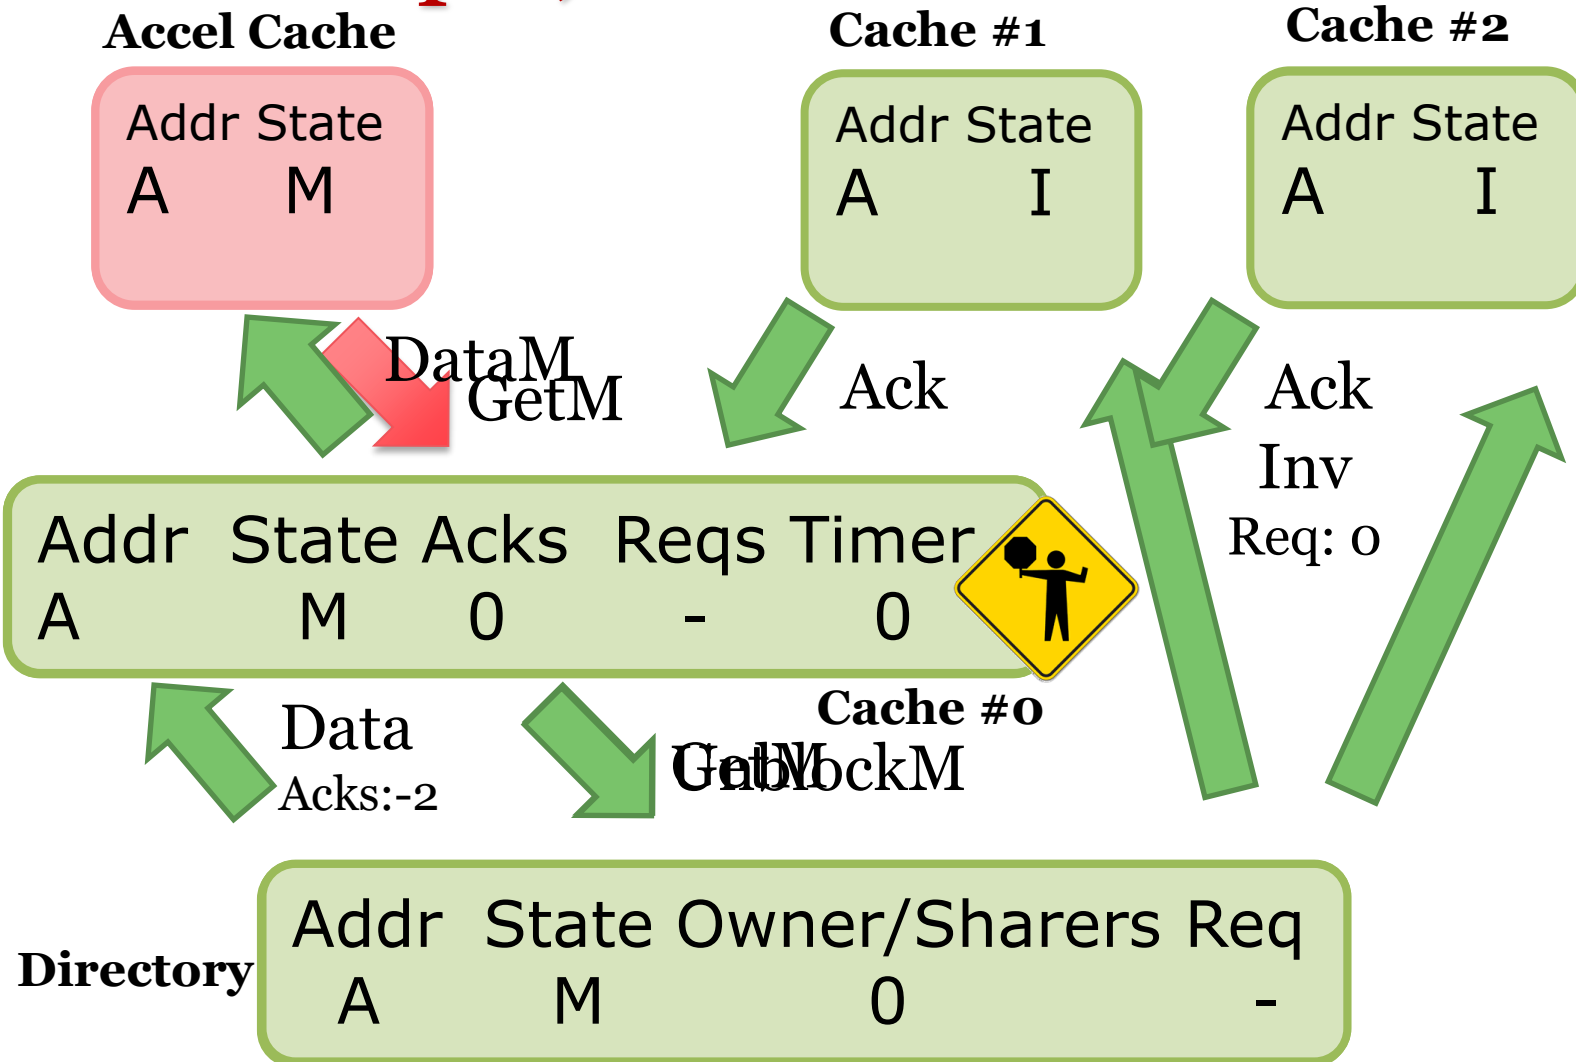 Accel Cache
Cache #1
Cache #2
Addr State
A M
Addr State
A I
Addr State
A I
DataM
GetM
Ack
Ack
Inv
Req: 0
Addr State Acks Reqs Timer
A M 0 - 0
Cache #0
Data
Acks:-2
GetM
UnblockM
Directory
Addr State Owner/Sharers Req
A M 0 -